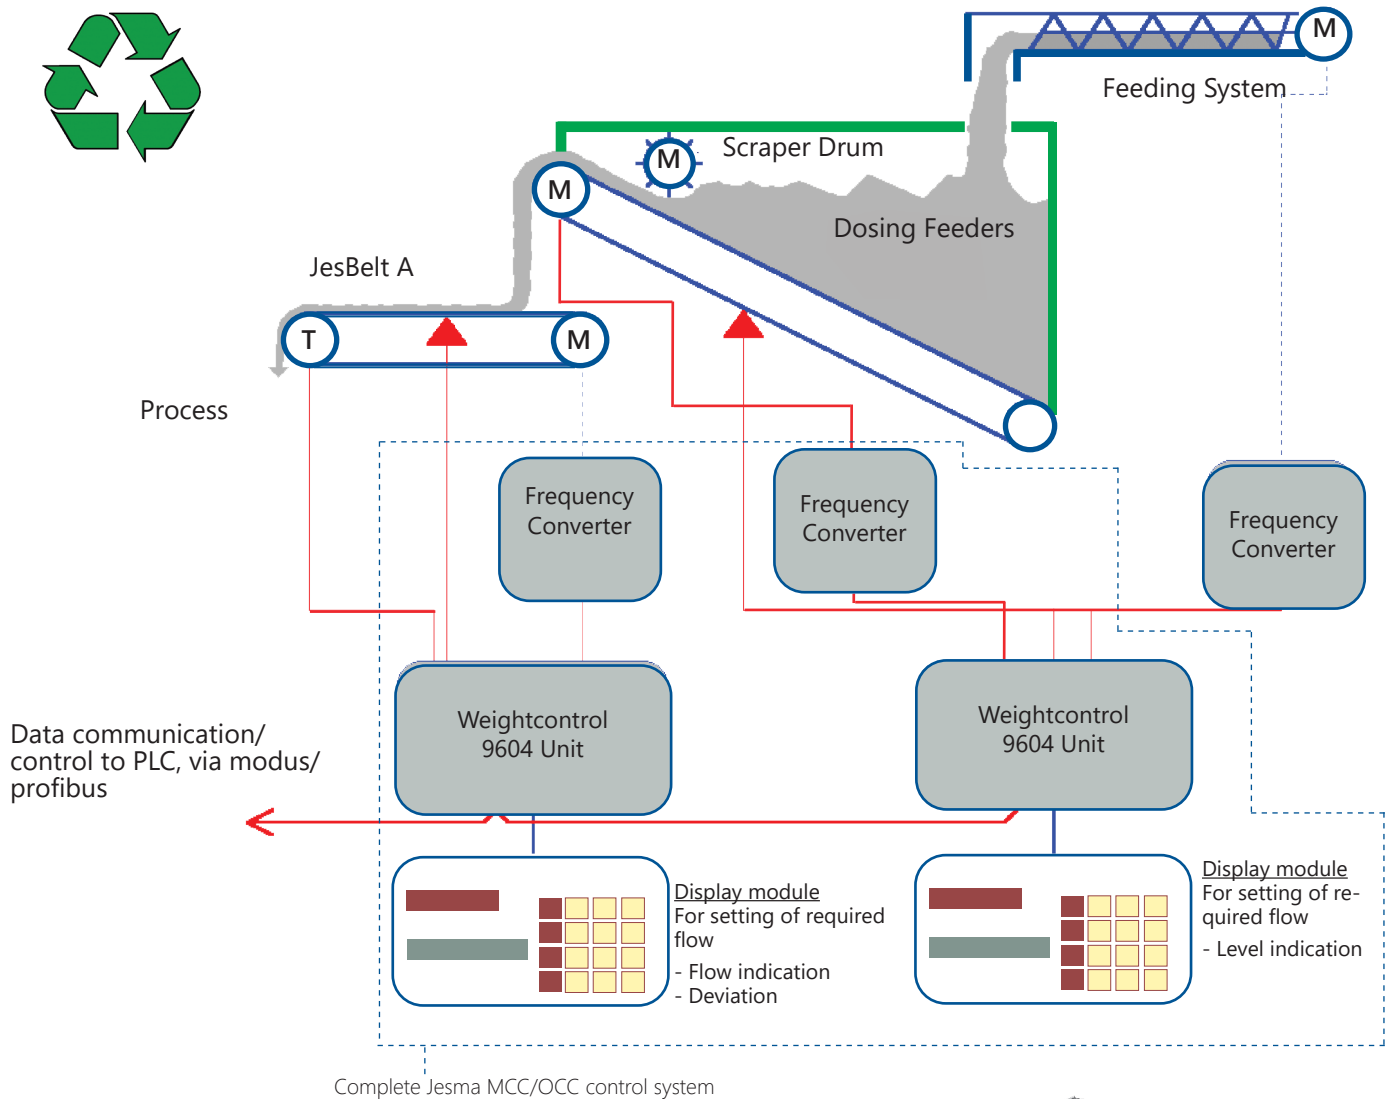 M
Feeding System
Scraper Drum
M
M
Dosing Feeders
JesBelt A
T
M
Process
Frequency
Converter
Frequency
Converter
Frequency
Converter
Weightcontrol
9604 Unit
Weightcontrol
9604 Unit
Data communication/
control to PLC, via modus/
profibus
Display module
For setting of required
flow
- Flow indication
- Deviation
Display module
For setting of re-
quired flow
- Level indication
Complete Jesma MCC/OCC control system